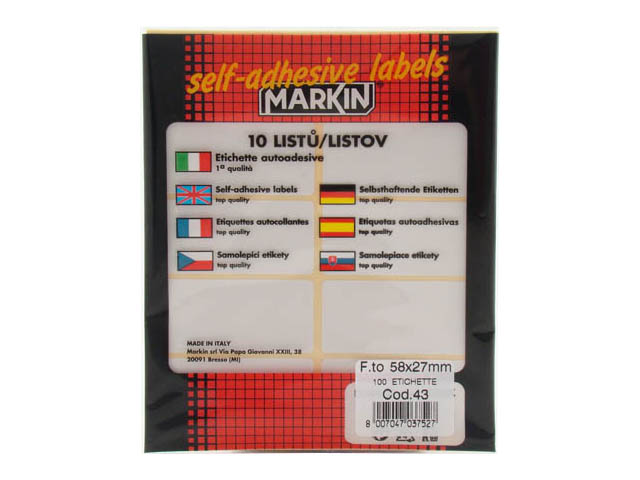 self-adhesive labels
MARKIN
10 LISTŮ/LISTOV
Etichette autoadesive
1ª qualità
Self-adhesive labels
top quality
Selbsthaftende Etiketten
top quality
Etiquettes autocollantes
top quality
Etiquetas autoadhesivas
top quality
Samolepicí etikety
top quality
Samolepiace etikety
top quality
MADE IN ITALY
Markin srl Via Papa Giovanni XXIII, 38
20091 Bresso (MI)
F.to 58x27mm
100 ETICHETTE
Cod.43
8 007047 037527